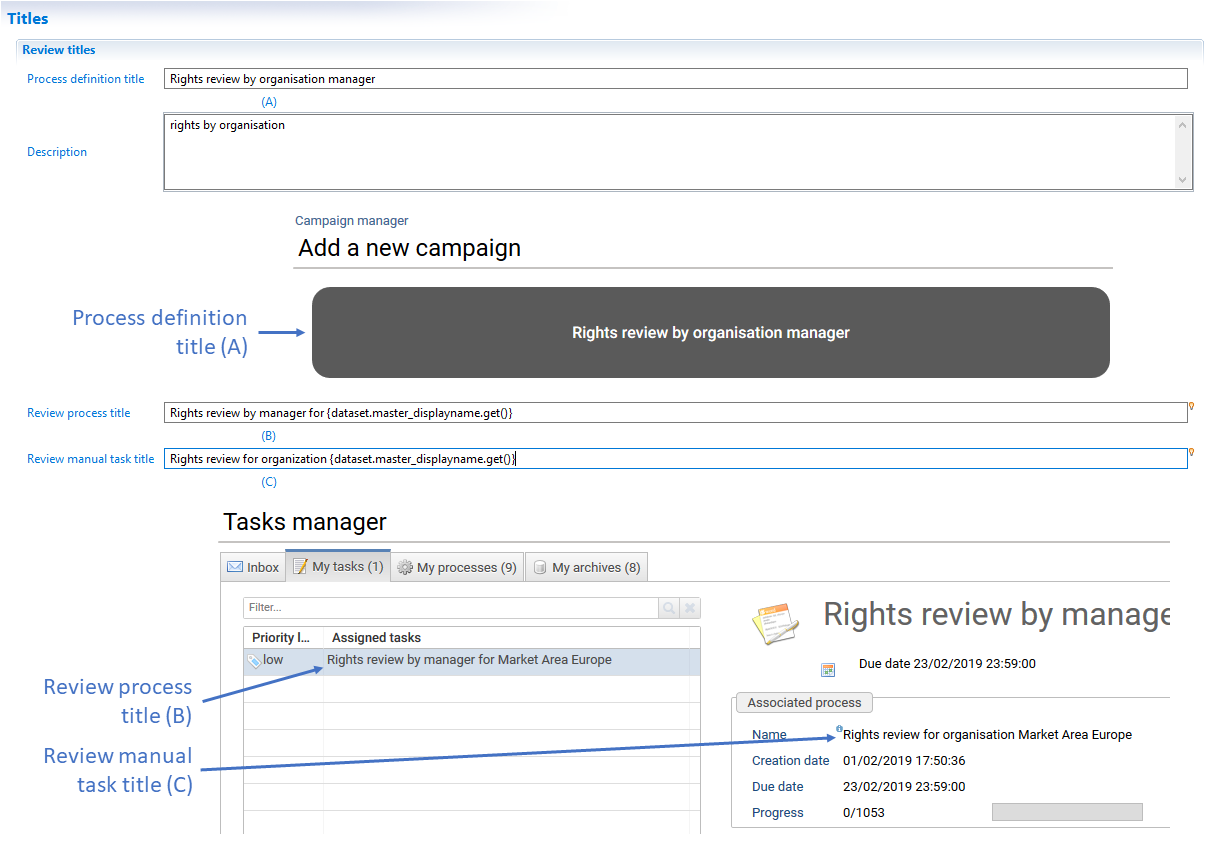 Titles
Review titles
Process definition title
Rights review by organisation manager
(A)
Description
rights by organisation
Campaign manager
Add a new campaign
Process definition
title (A)
Rights review by organisation manager
Review process title
Rights review by manager for {dataset.master_displayname.get()}
(B)
Review manual task title
Rights review for organization {dataset.master_displayname.get()}
(C)
Tasks manager
Inbox
My tasks (1)
My processes (9)
My archives (8)
Filter...
Priority l...
Assigned tasks
low
Rights review by manager for Market Area Europe
Review process
title (B)
Review manual
task title (C)
Rights review by manage
Due date 23/02/2019 23:59:00
Associated process
Name
Rights review for organisation Market Area Europe
Creation date
01/02/2019 17:50:36
Due date
23/02/2019 23:59:00
Progress
0/1053